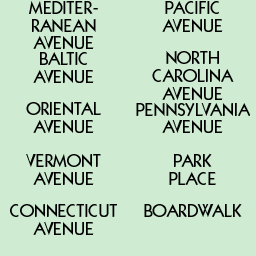 MEDITER-
RANEAN
AVENUE
BALTIC
AVENUE
ORIENTAL
AVENUE
VERMONT
AVENUE
CONNECTICUT
AVENUE
PACIFIC
AVENUE
NORTH
CAROLINA
AVENUE
PENNSYLVANIA
AVENUE
PARK
PLACE
BOARDWALK